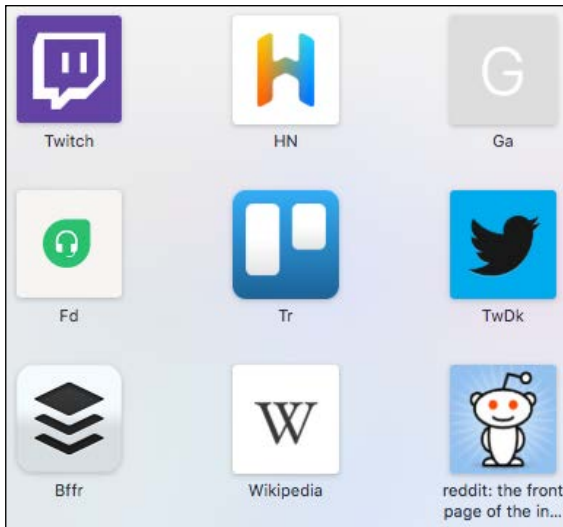 Twitch
HN
G
Ga
Fd
Tr
TwDk
Bffr
W
Wikipedia
reddit: the front
page of the in...